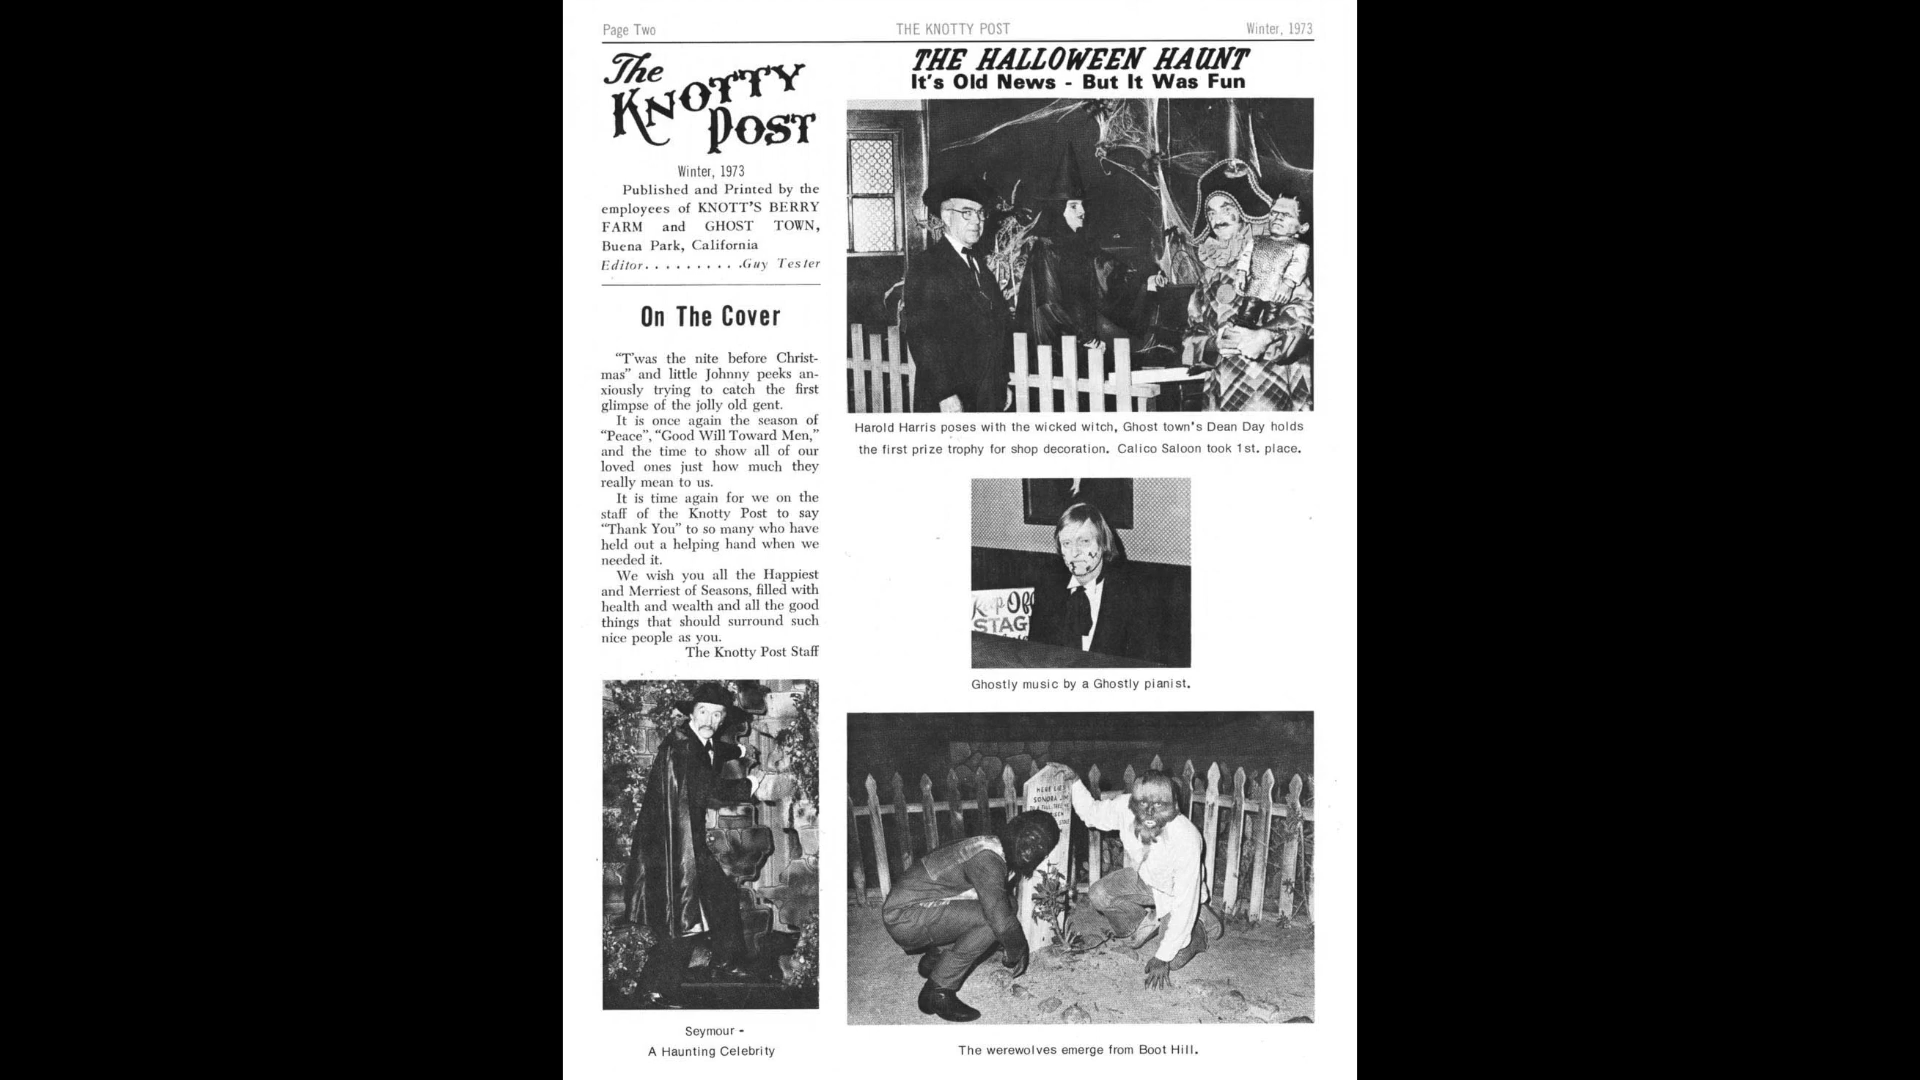 Page Two
THE KNOTTY POST
Winter, 1973
The
KNOTTY
POST
Winter, 1973
Published and Printed by the
employees of KNOTT'S BERRY
FARM and GHOST TOWN,
Buena Park, California
Editor. . . . . . . . . .Guy Tester
On The Cover
"T'was the nite before Christ-
mas" and little Johnny peeks an-
xiously trying to catch the first
glimpse of the jolly old gent.
It is once again the season of
"Peace", "Good Will Toward Men,"
and the time to show all of our
loved ones just how much they
really mean to us.
It is time again for we on the
staff of the Knotty Post to say
"Thank You" to so many who have
held out a helping hand when we
needed it.
We wish you all the Happiest
and Merriest of Seasons, filled with
health and wealth and all the good
things that should surround such
nice people as you.
The Knotty Post Staff
Seymour -
A Haunting Celebrity
THE HALLOWEEN HAUNT
It's Old News - But It Was Fun
Harold Harris poses with the wicked witch, Ghost town's Dean Day holds
the first prize trophy for shop decoration. Calico Saloon took 1st. place.
Keep Off
STAG
Ghostly music by a Ghostly pianist.
HERE LIES
SONORA
The werewolves emerge from Boot Hill.